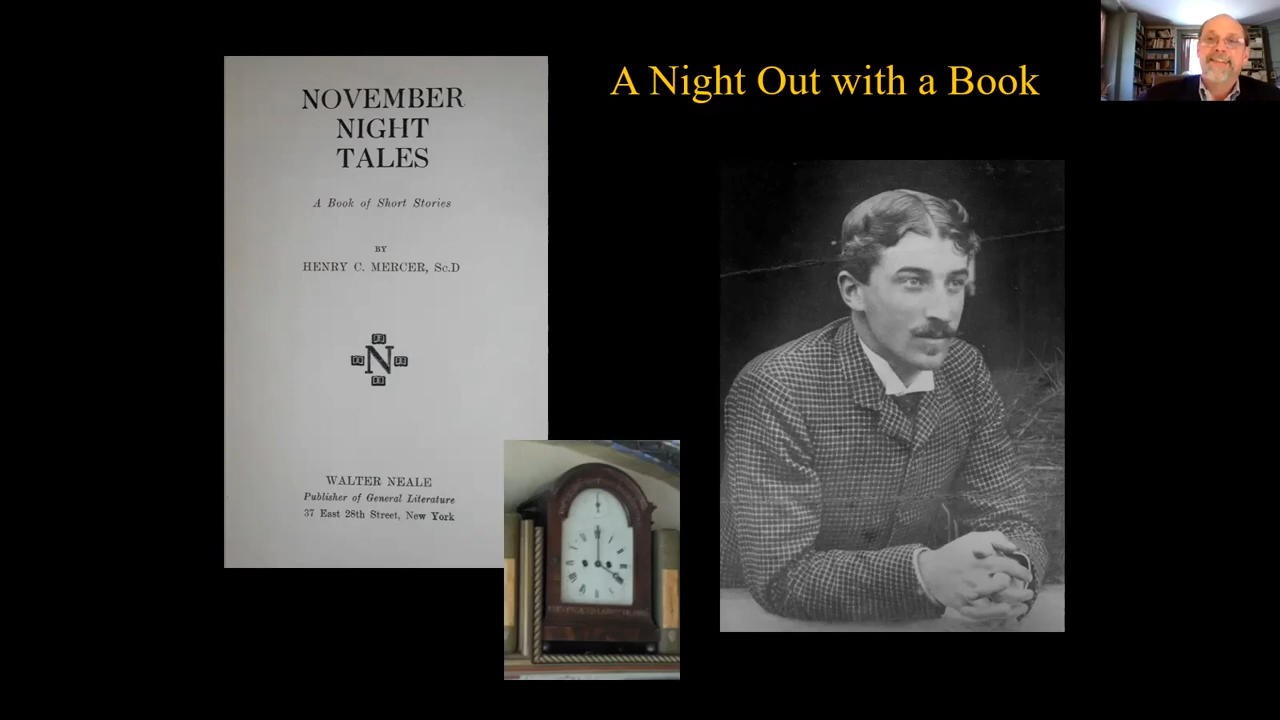 A Night Out with a Book
NOVEMBER
NIGHT
TALES
A Book of Short Stories
BY
HENRY C. MERCER, Sc.D
N
WALTER NEALE
Publisher of General Literature
37 East 28th Street, New York